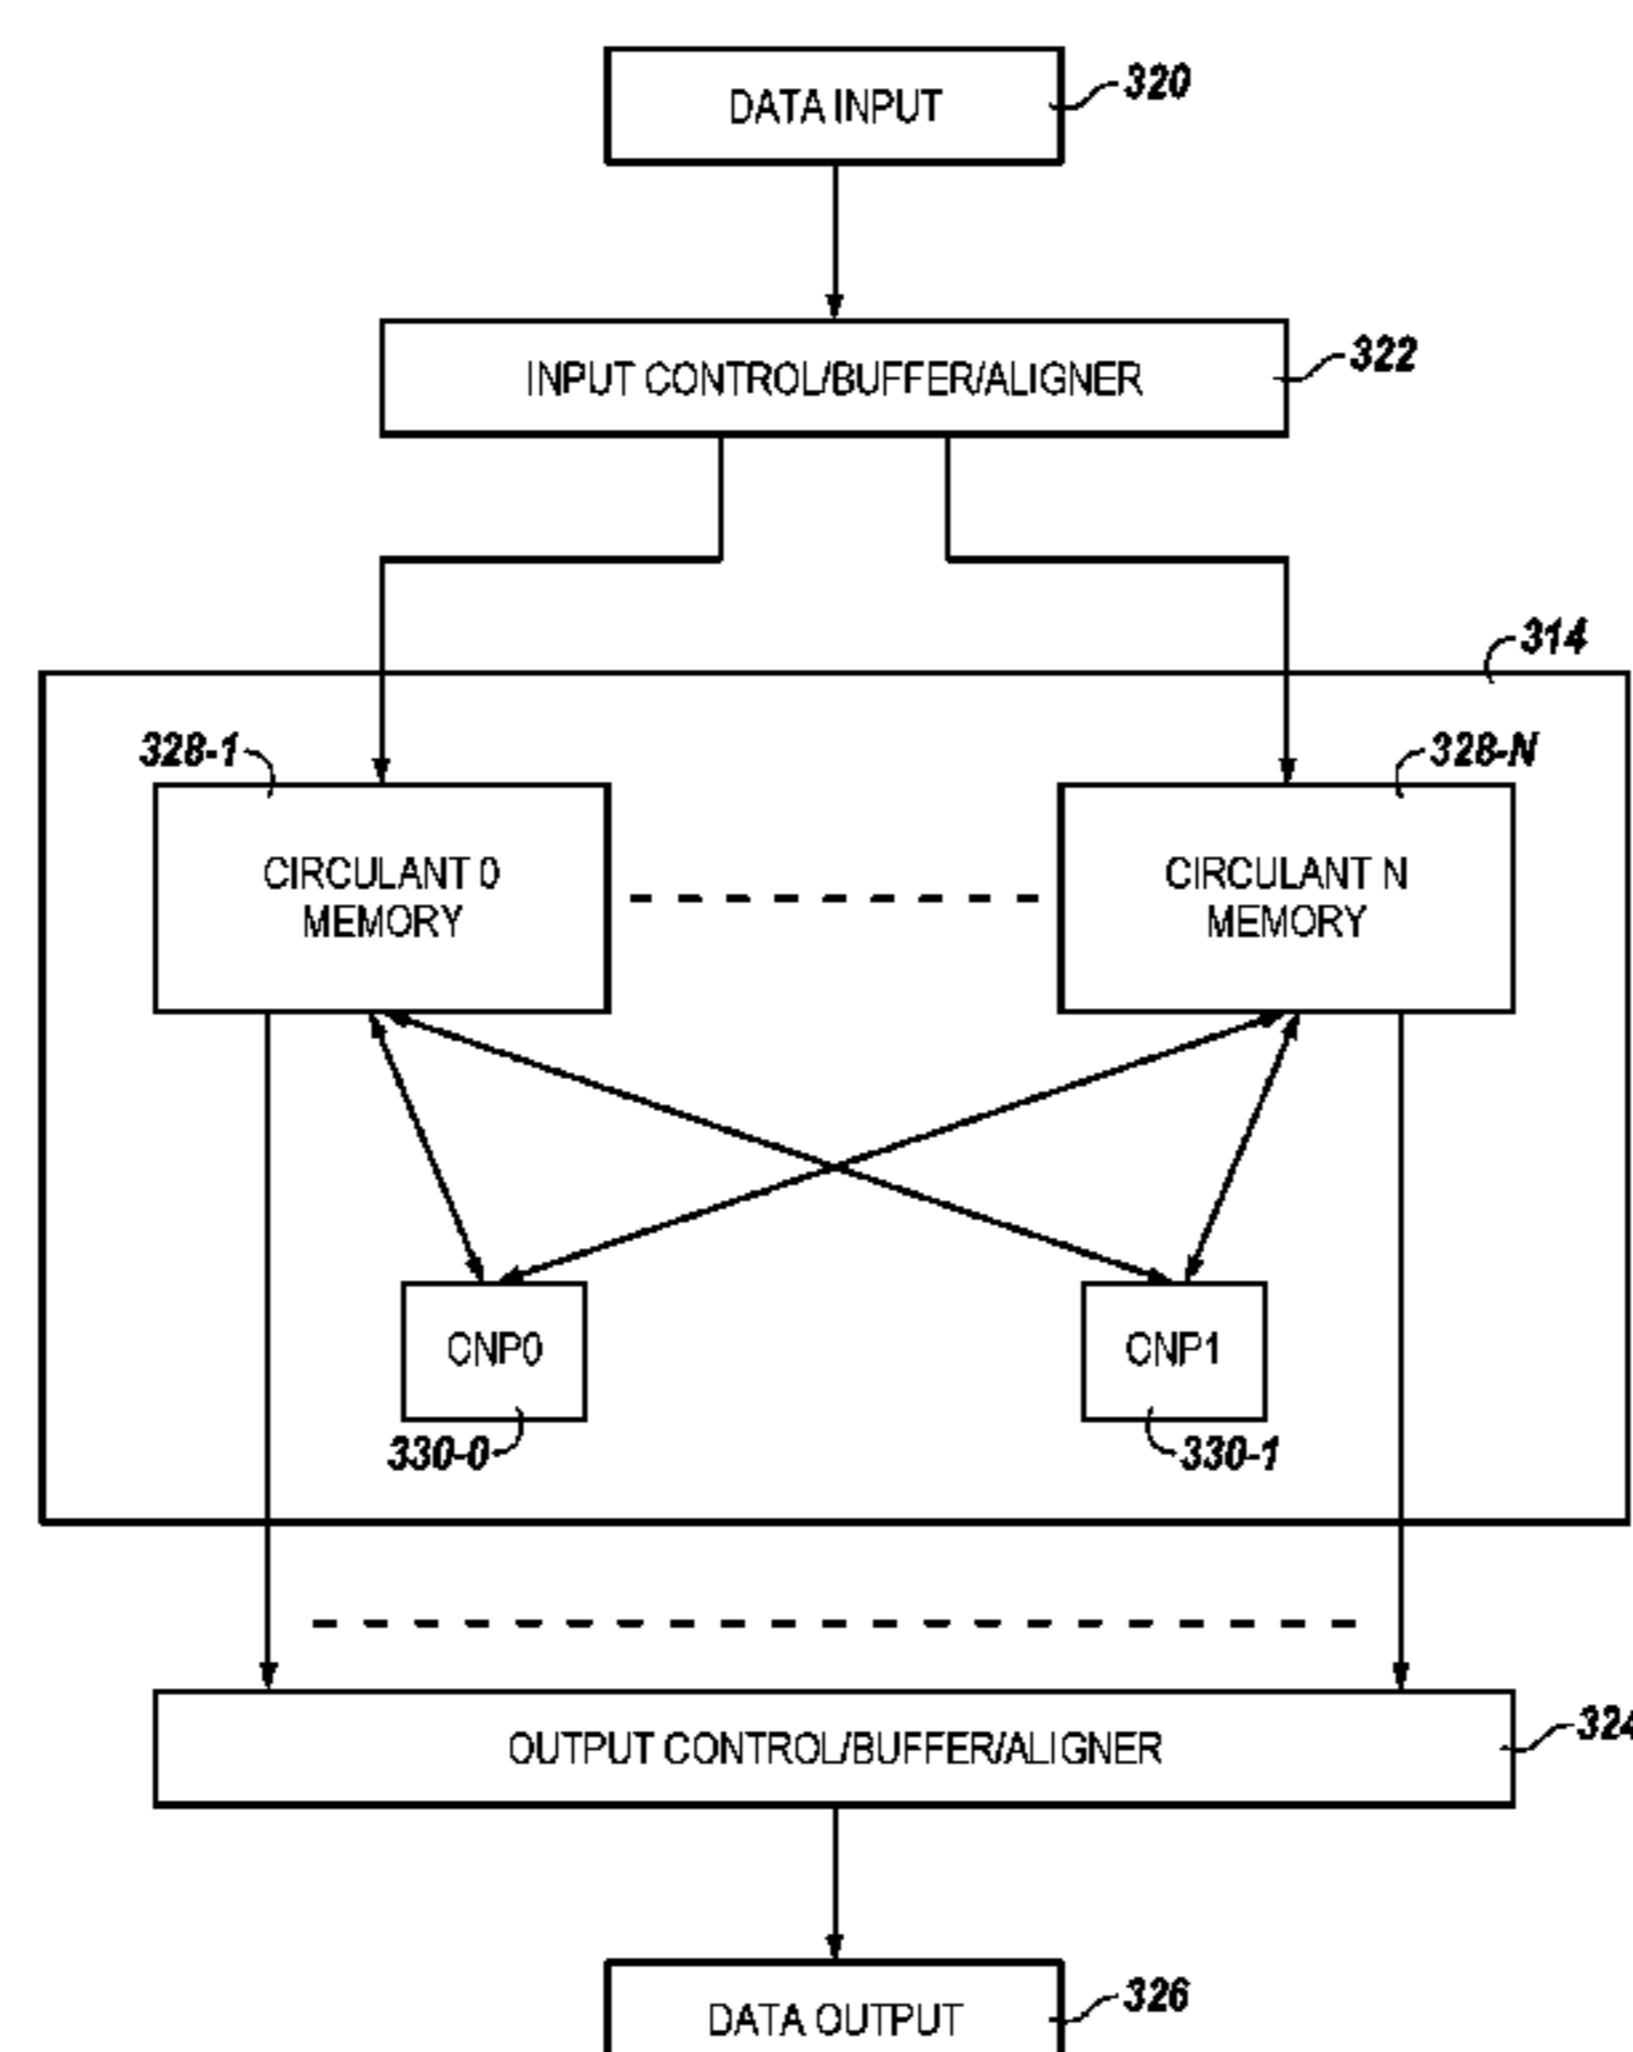 DATA INPUT
320
INPUT CONTROL/BUFFER/ALIGNER
322
314
328-1
328-N
CIRCULANT 0
MEMORY
CIRCULANT N
MEMORY
CNP0
CNP1
330-0
330-1
OUTPUT CONTROL/BUFFER/ALIGNER
324
DATA OUTPUT
326